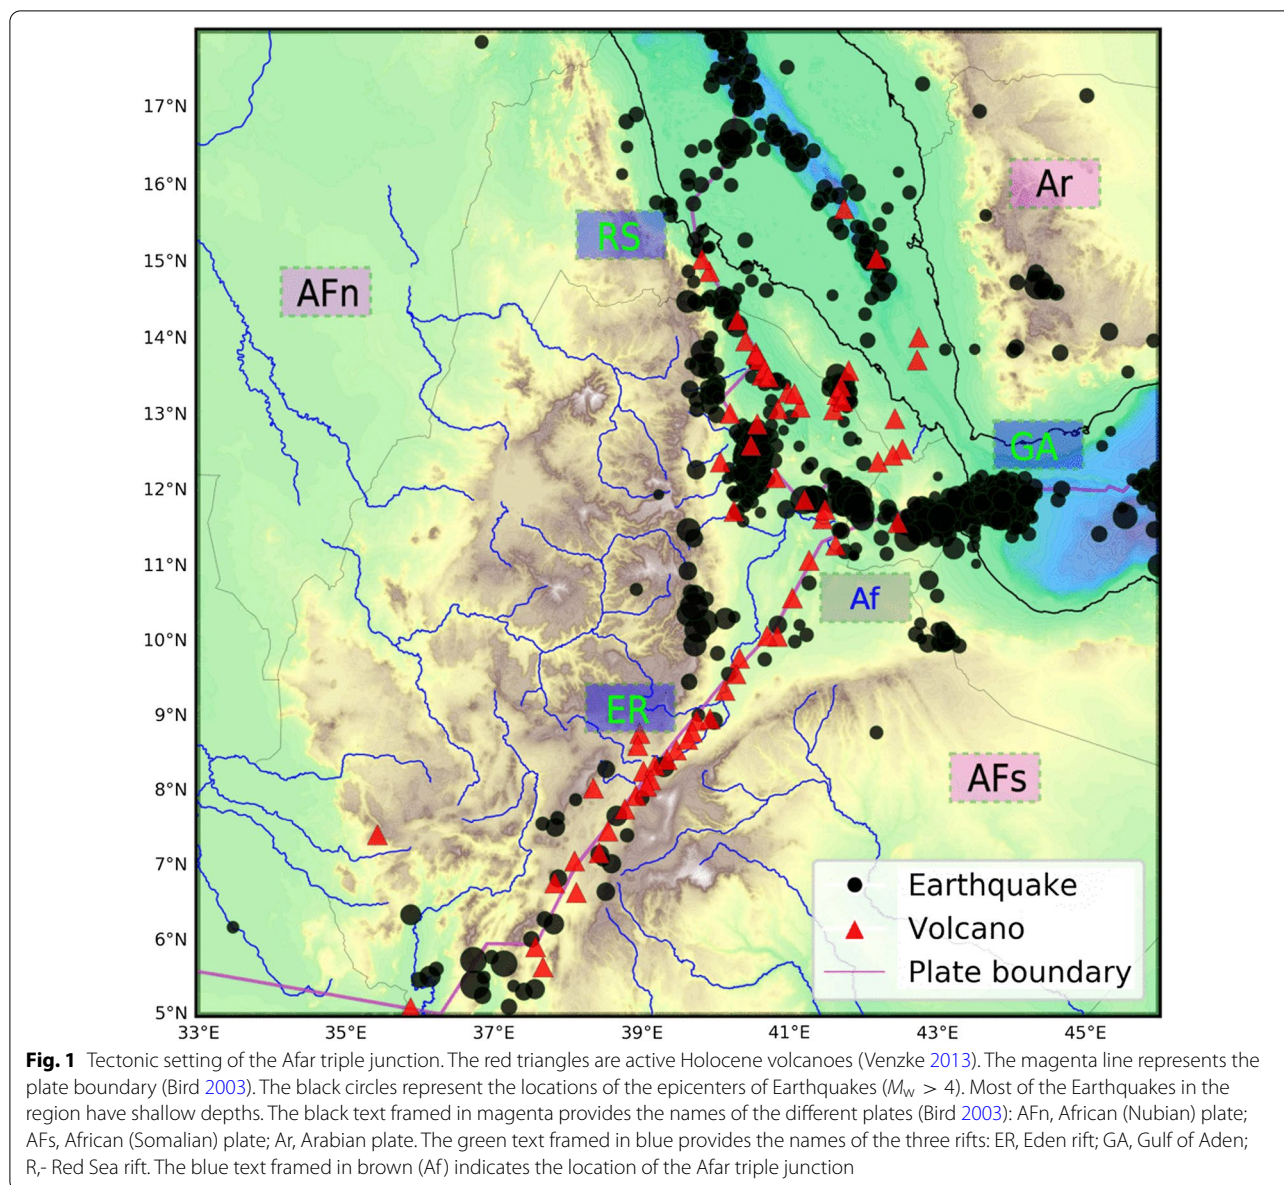 17°N
16°N
15°N
14°N
13°N
12°N
11°N
10°N
9°N
8°N
7°N
6°N
5°N
33°E
35°E
37°E
39°E
41°E
43°E
45°E
Ar
RS
AFn
GA
Af
ER
AFs
Earthquake
Volcano
Plate boundary
Fig. 1 Tectonic setting of the Afar triple junction. The red triangles are active Holocene volcanoes (Venzke 2013). The magenta line represents the
plate boundary (Bird 2003). The black circles represent the locations of the epicenters of Earthquakes (Mw > 4). Most of the Earthquakes in the
region have shallow depths. The black text framed in magenta provides the names of the different plates (Bird 2003): AFn, African (Nubian) plate;
AFs, African (Somalian) plate; Ar, Arabian plate. The green text framed in blue provides the names of the three rifts: ER, Eden rift; GA, Gulf of Aden;
R,- Red Sea rift. The blue text framed in brown (Af) indicates the location of the Afar triple junction